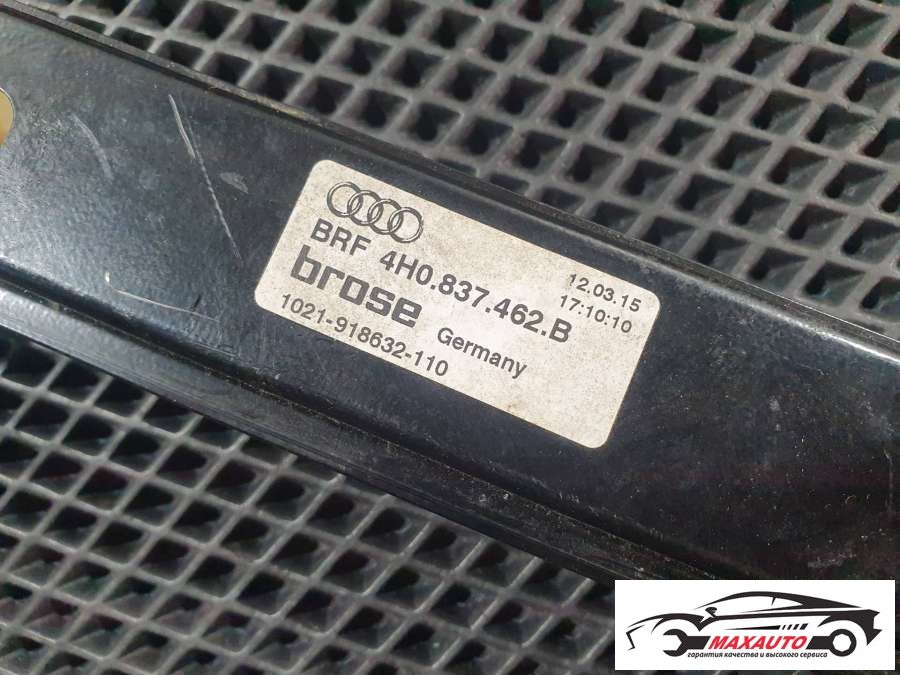 BRF 4H0.837.462.B
12.03.15
17:10:10
brose
Germany
1021-918632-110
MAXAUTO
гарантия качества и высокого сервиса